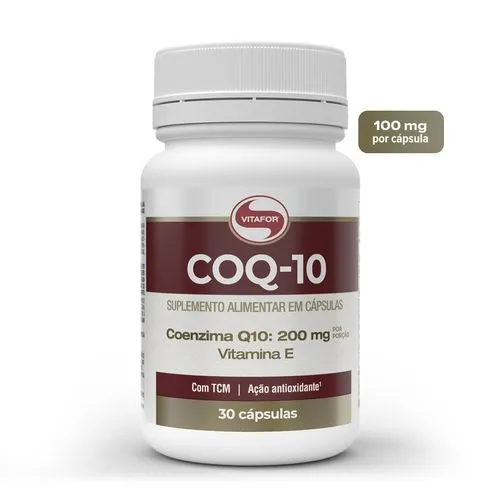 100 mg
por cápsula
VITAFOR®
COQ-10
SUPLEMENTO ALIMENTAR EM CÁPSULAS
Coenzima Q10: 200 mg POR PORÇÃO
Vitamina E
Com TCM | Ação antioxidante¹
30 cápsulas